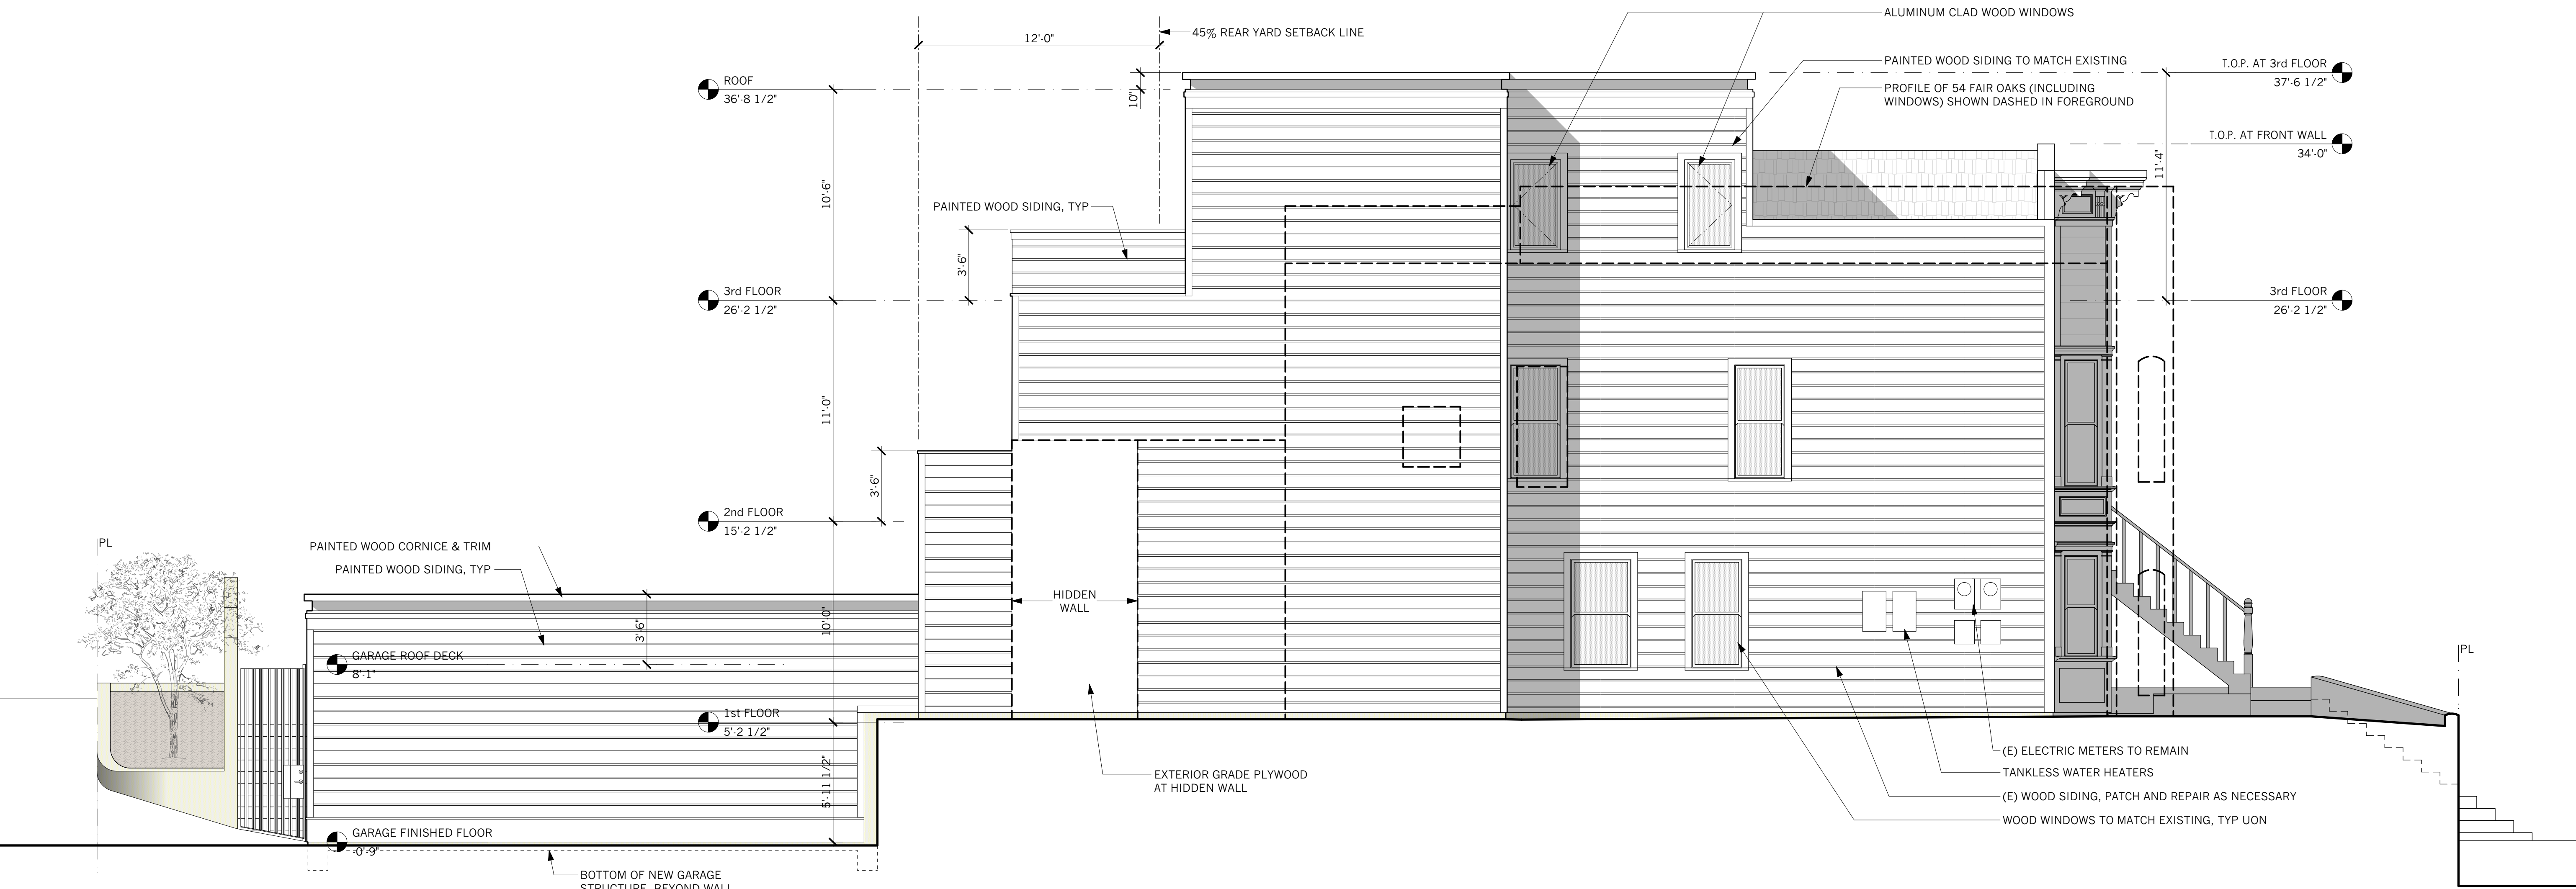 ALUMINUM CLAD WOOD WINDOWS
12'-0"
45% REAR YARD SETBACK LINE
PAINTED WOOD SIDING TO MATCH EXISTING
T.O.P. AT 3rd FLOOR
37'-6 1/2"
ROOF
36'-8 1/2"
10"
PROFILE OF 54 FAIR OAKS (INCLUDING
WINDOWS) SHOWN DASHED IN FOREGROUND
T.O.P. AT FRONT WALL
34'-0"
11'-4"
10'-6"
PAINTED WOOD SIDING, TYP
3'-6"
3rd FLOOR
26'-2 1/2"
3rd FLOOR
26'-2 1/2"
11'-0"
3'-6"
2nd FLOOR
15'-2 1/2"
PL
PAINTED WOOD CORNICE & TRIM
PAINTED WOOD SIDING, TYP
HIDDEN
WALL
10'-0"
3'-6"
GARAGE ROOF DECK
8'-1"
PL
1st FLOOR
5'-2 1/2"
5'-11 1/2"
EXTERIOR GRADE PLYWOOD
AT HIDDEN WALL
(E) ELECTRIC METERS TO REMAIN
TANKLESS WATER HEATERS
(E) WOOD SIDING, PATCH AND REPAIR AS NECESSARY
WOOD WINDOWS TO MATCH EXISTING, TYP UON
GARAGE FINISHED FLOOR
-0'-9"
BOTTOM OF NEW GARAGE
STRUCTURE, BEYOND WALL